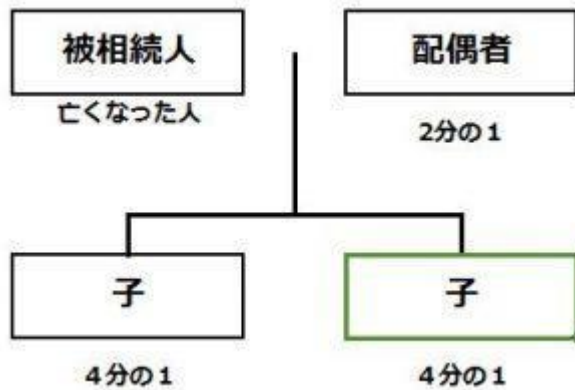 被相続人
配偶者
亡くなった人
2分の１
子
子
４分の１
４分の１